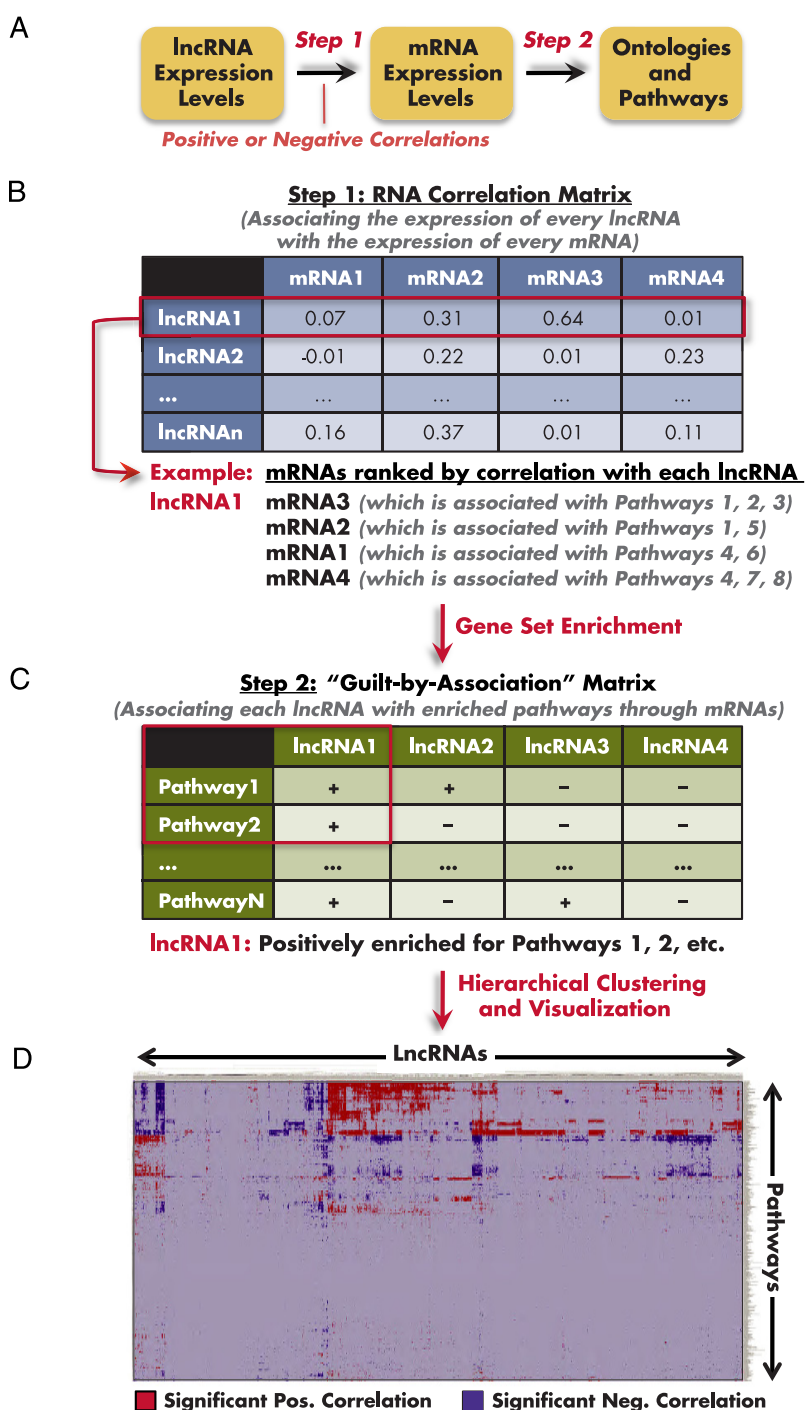 A
lncRNA Expression Levels
Step 1
mRNA Expression Levels
Step 2
Ontologies and Pathways
Positive or Negative Correlations
B
Step 1: RNA Correlation Matrix
(Associating the expression of every lncRNA
with the expression of every mRNA)
mRNA1 mRNA2 mRNA3 mRNA4
lncRNA1 0.07 0.31 0.64 0.01
lncRNA2 -0.01 0.22 0.01 0.23
... ... ... ... ...
lncRNAn 0.16 0.37 0.01 0.11
Example: mRNAs ranked by correlation with each lncRNA
lncRNA1 mRNA3 (which is associated with Pathways 1, 2, 3)
mRNA2 (which is associated with Pathways 1, 5)
mRNA1 (which is associated with Pathways 4, 6)
mRNA4 (which is associated with Pathways 4, 7, 8)
Gene Set Enrichment
C
Step 2: “Guilt-by-Association” Matrix
(Associating each lncRNA with enriched pathways through mRNAs)
lncRNA1 lncRNA2 lncRNA3 lncRNA4
Pathway1 + + – –
Pathway2 + – – –
... ... ... ... ...
PathwayN + – + –
lncRNA1: Positively enriched for Pathways 1, 2, etc.
Hierarchical Clustering
and Visualization
D
LncRNAs
Pathways
Significant Pos. Correlation
Significant Neg. Correlation